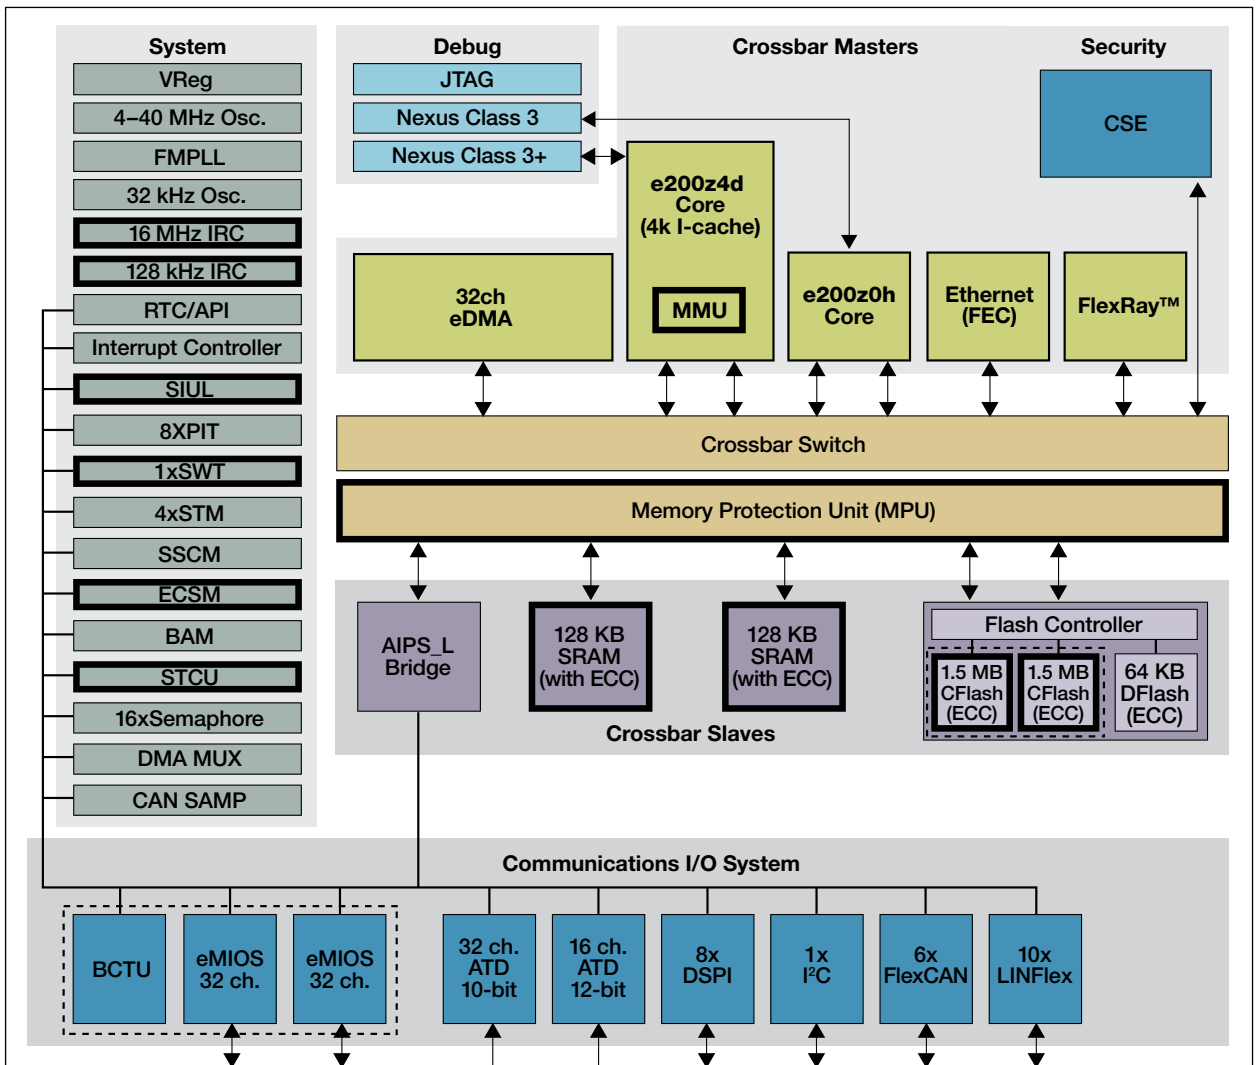 System
VReg
4–40 MHz Osc.
FMPLL
32 kHz Osc.
16 MHz IRC
128 kHz IRC
RTC/API
Interrupt Controller
SIUL
8XPIT
1xSWT
4xSTM
SSCM
ECSM
BAM
STCU
16xSemaphore
DMA MUX
CAN SAMP
Debug
JTAG
Nexus Class 3
Nexus Class 3+
Crossbar Masters
Security
CSE
e200z4d
Core
(4k I-cache)
MMU
32ch
eDMA
e200z0h
Core
Ethernet
(FEC)
FlexRay™
Crossbar Switch
Memory Protection Unit (MPU)
AIPS_L
Bridge
128 KB
SRAM
(with ECC)
128 KB
SRAM
(with ECC)
Flash Controller
1.5 MB
CFlash
(ECC)
1.5 MB
CFlash
(ECC)
64 KB
DFlash
(ECC)
Crossbar Slaves
Communications I/O System
BCTU
eMIOS
32 ch.
eMIOS
32 ch.
32 ch.
ATD
10-bit
16 ch.
ATD
12-bit
8x
DSPI
1x
I²C
6x
FlexCAN
10x
LINFlex